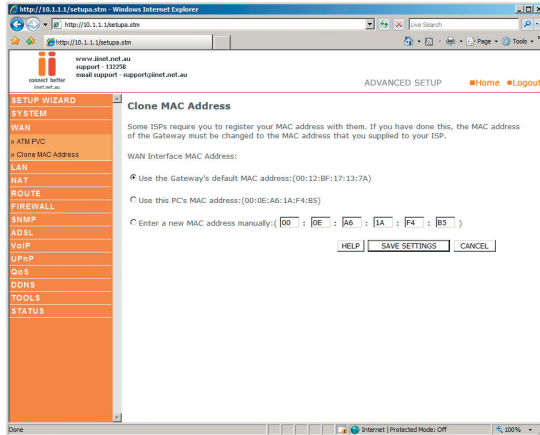 http://10.1.1.1/setupa.stm - Windows Internet Explorer
http://10.1.1.1/setupa.stm
Live Search
http://10.1.1.1/setupa.stm
Page
Tools
www.iinet.net.au
support - 132258
email support - support@iinet.net.au
connect better
iinet.net.au
ADVANCED SETUP
Home
Logout
SETUP WIZARD
SYSTEM
WAN
» ATM PVC
» Clone MAC Address
LAN
NAT
ROUTE
FIREWALL
SNMP
ADSL
VoIP
UPnP
QoS
DDNS
TOOLS
STATUS
Clone MAC Address
Some ISPs require you to register your MAC address with them. If you have done this, the MAC address
of the Gateway must be changed to the MAC address that you supplied to your ISP.
WAN Interface MAC Address:
Use the Gateway's default MAC address:(00:12:BF:17:13:7A)
Use this PC's MAC address:(00:0E:A6:1A:F4:B5)
Enter a new MAC address manually:( 00 : 0E : A6 : 1A : F4 : B5 )
HELP SAVE SETTINGS CANCEL
Done
Internet | Protected Mode: Off
100%